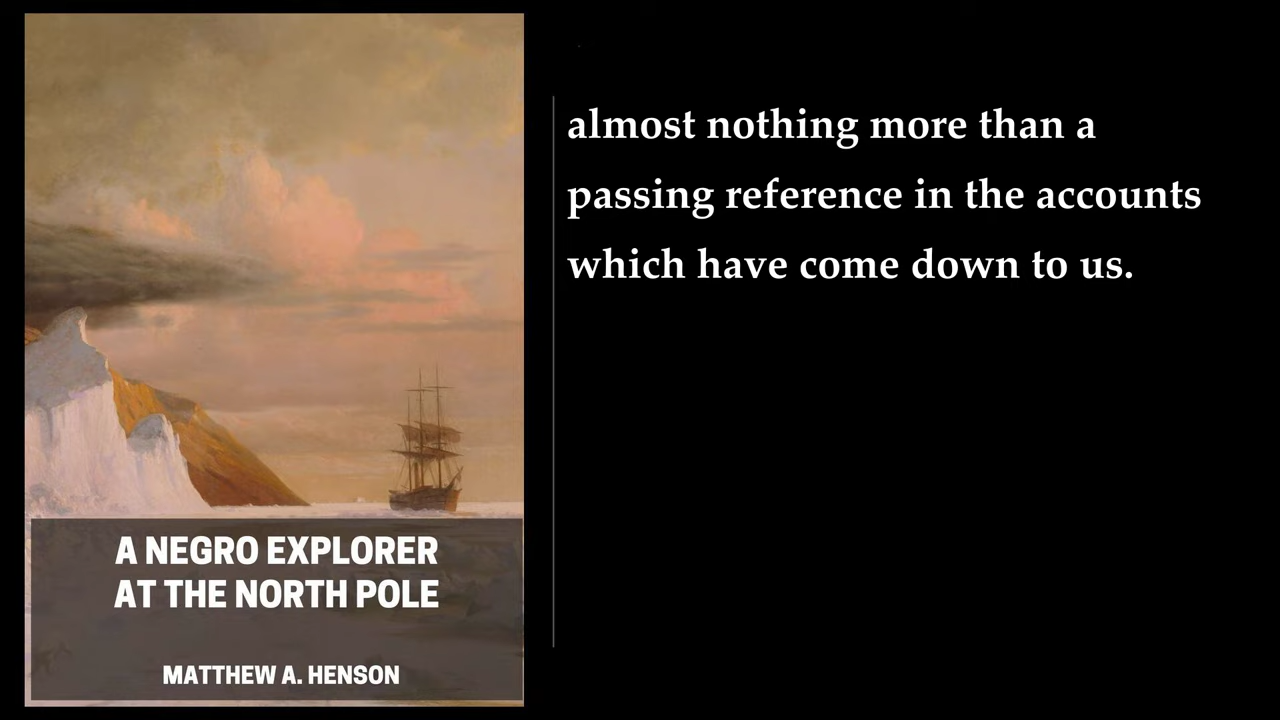 almost nothing more than a
passing reference in the accounts
which have come down to us.
A NEGRO EXPLORER
AT THE NORTH POLE
MATTHEW A. HENSON